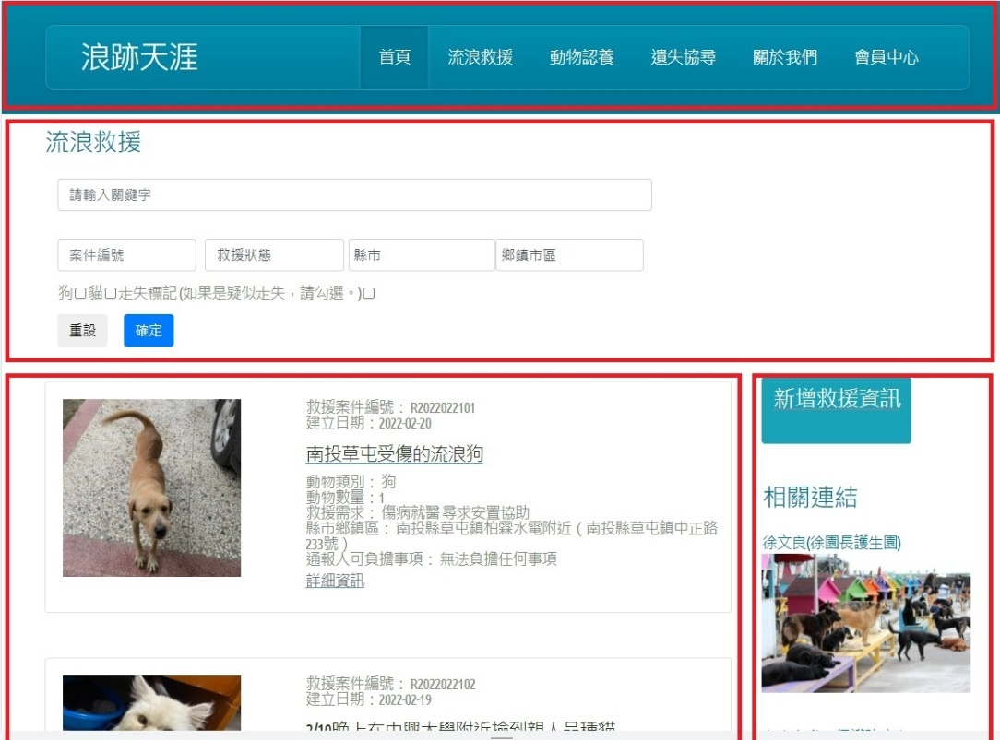 浪跡天涯
首頁 流浪救援 動物認養 遺失協尋 關於我們 會員中心
流浪救援
請輸入關鍵字
案件編號 救援狀態 縣市 鄉鎮市區
狗□貓□走失標記(如果是疑似走失，請勾選。)□
重設 確定
救援案件編號：R2022022101
建立日期：2022-02-20
南投草屯受傷的流浪狗
動物類別：狗
動物數量：1
救援需求：傷病就醫 尋求安置協助
縣市鄉鎮區：南投縣草屯鎮柏霖水電附近（南投縣草屯鎮中正路
233號）
通報人可負擔事項：無法負擔任何事項
詳細資訊
救援案件編號：R2022022102
建立日期：2022-02-19
2/10晚上在中興大學附近撿到親人品種貓
新增救援資訊
相關連結
徐文良(徐園長護生園)